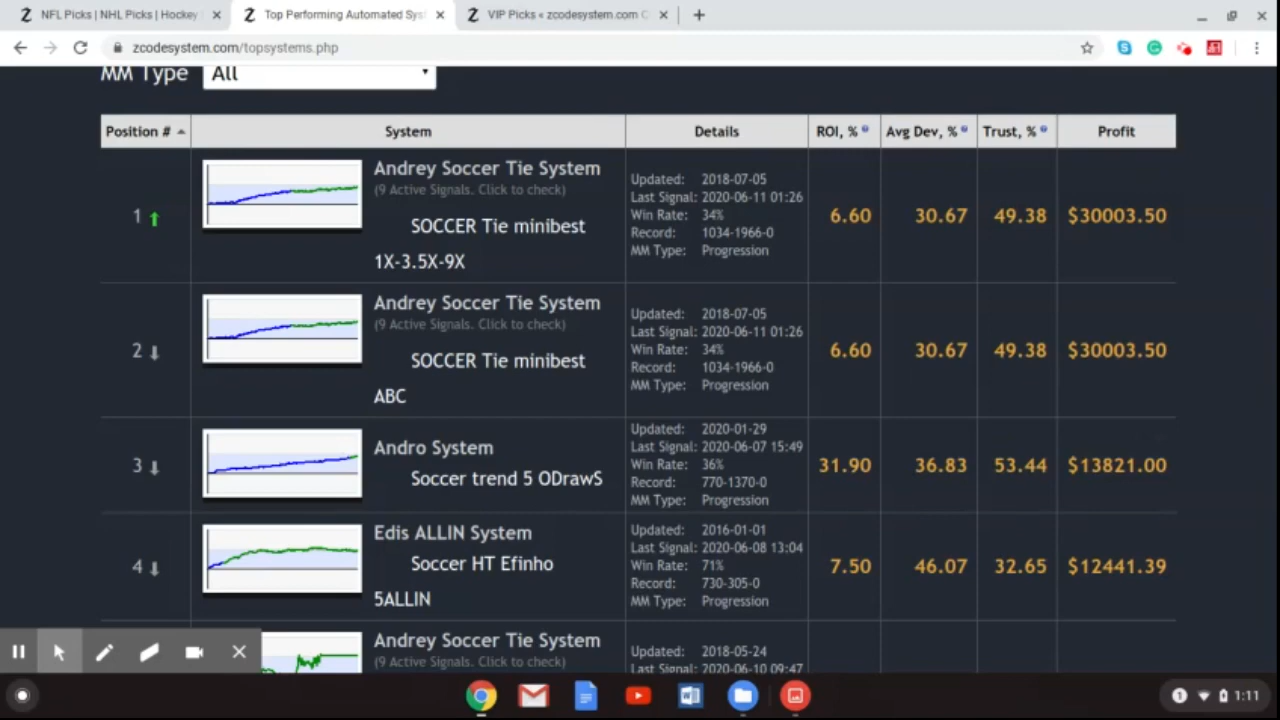 NFL Picks | NHL Picks | Hockey
Top Performing Automated Sys
VIP Picks « zcodesystem.com C
zcodesystem.com/topsystems.php
MM Type All
Position # System Details ROI, % Avg Dev, % Trust, % Profit
1 Andrey Soccer Tie System
(9 Active Signals. Click to check)
SOCCER Tie minibest
1X-3.5X-9X
Updated: 2018-07-05
Last Signal: 2020-06-11 01:26
Win Rate: 34%
Record: 1034-1966-0
MM Type: Progression
6.60 30.67 49.38 $30003.50
2 Andrey Soccer Tie System
(9 Active Signals. Click to check)
SOCCER Tie minibest
ABC
Updated: 2018-07-05
Last Signal: 2020-06-11 01:26
Win Rate: 34%
Record: 1034-1966-0
MM Type: Progression
6.60 30.67 49.38 $30003.50
3 Andro System
Soccer trend 5 ODrawS
Updated: 2020-01-29
Last Signal: 2020-06-07 15:49
Win Rate: 36%
Record: 770-1370-0
MM Type: Progression
31.90 36.83 53.44 $13821.00
4 Edis ALLIN System
Soccer HT Efinho
5ALLIN
Updated: 2016-01-01
Last Signal: 2020-06-08 13:04
Win Rate: 71%
Record: 730-305-0
MM Type: Progression
7.50 46.07 32.65 $12441.39
Andrey Soccer Tie System
(9 Active Signals. Click to check)
Updated: 2018-05-24
Last Signal: 2020-06-10 09:47
1 1:11